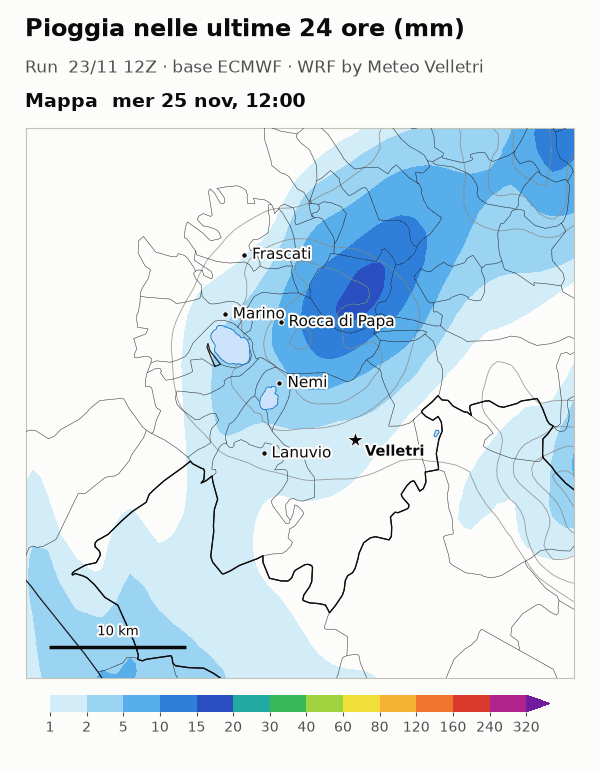 Pioggia nelle ultime 24 ore (mm)
Run  23/11 12Z · base ECMWF · WRF by Meteo Velletri
Mappa  mer 25 nov, 12:00
Frascati
Marino
Rocca di Papa
Nemi
Lanuvio
Velletri
10 km
1 2 5 10 15 20 30 40 60 80 120 160 240 320